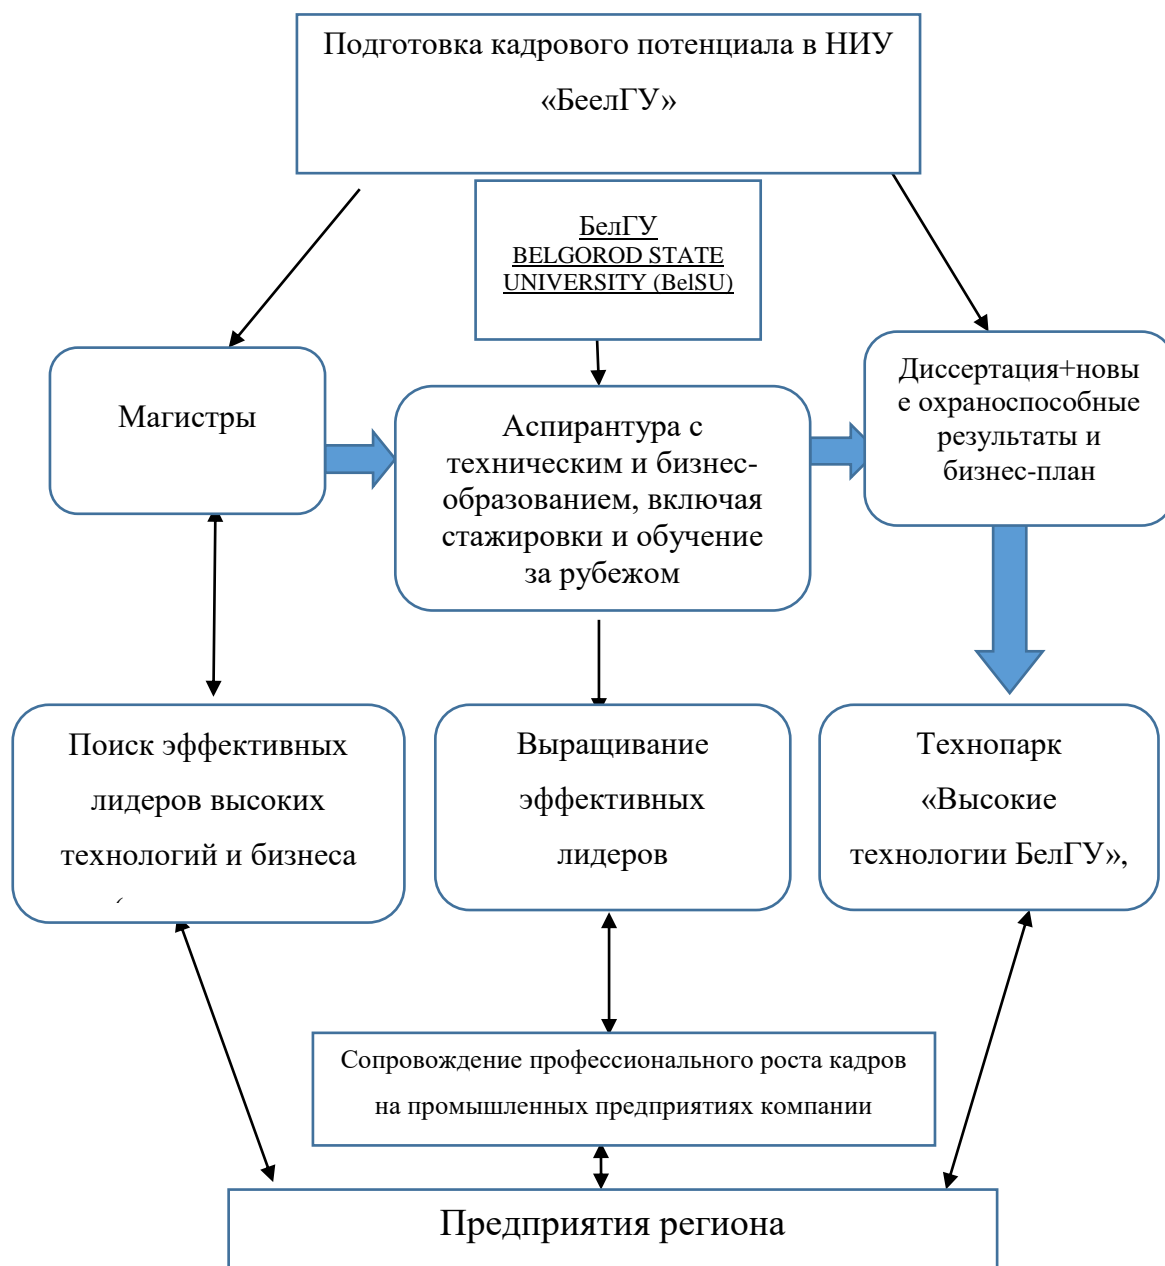 Подготовка кадрового потенциала в НИУ
«БеелГУ»
БелГУ
BELGOROD STATE
UNIVERSITY (BelSU)
Магистры
Аспирантура с
техническим и бизнес-
образованием, включая
стажировки и обучение
за рубежом
Диссертация+новы
е охраноспособные
результаты и
бизнес-план
Поиск эффективных
лидеров высоких
технологий и бизнеса
Выращивание
эффективных
лидеров
Технопарк
«Высокие
технологии БелГУ»,
Сопровождение профессионального роста кадров
на промышленных предприятиях компании
Предприятия региона